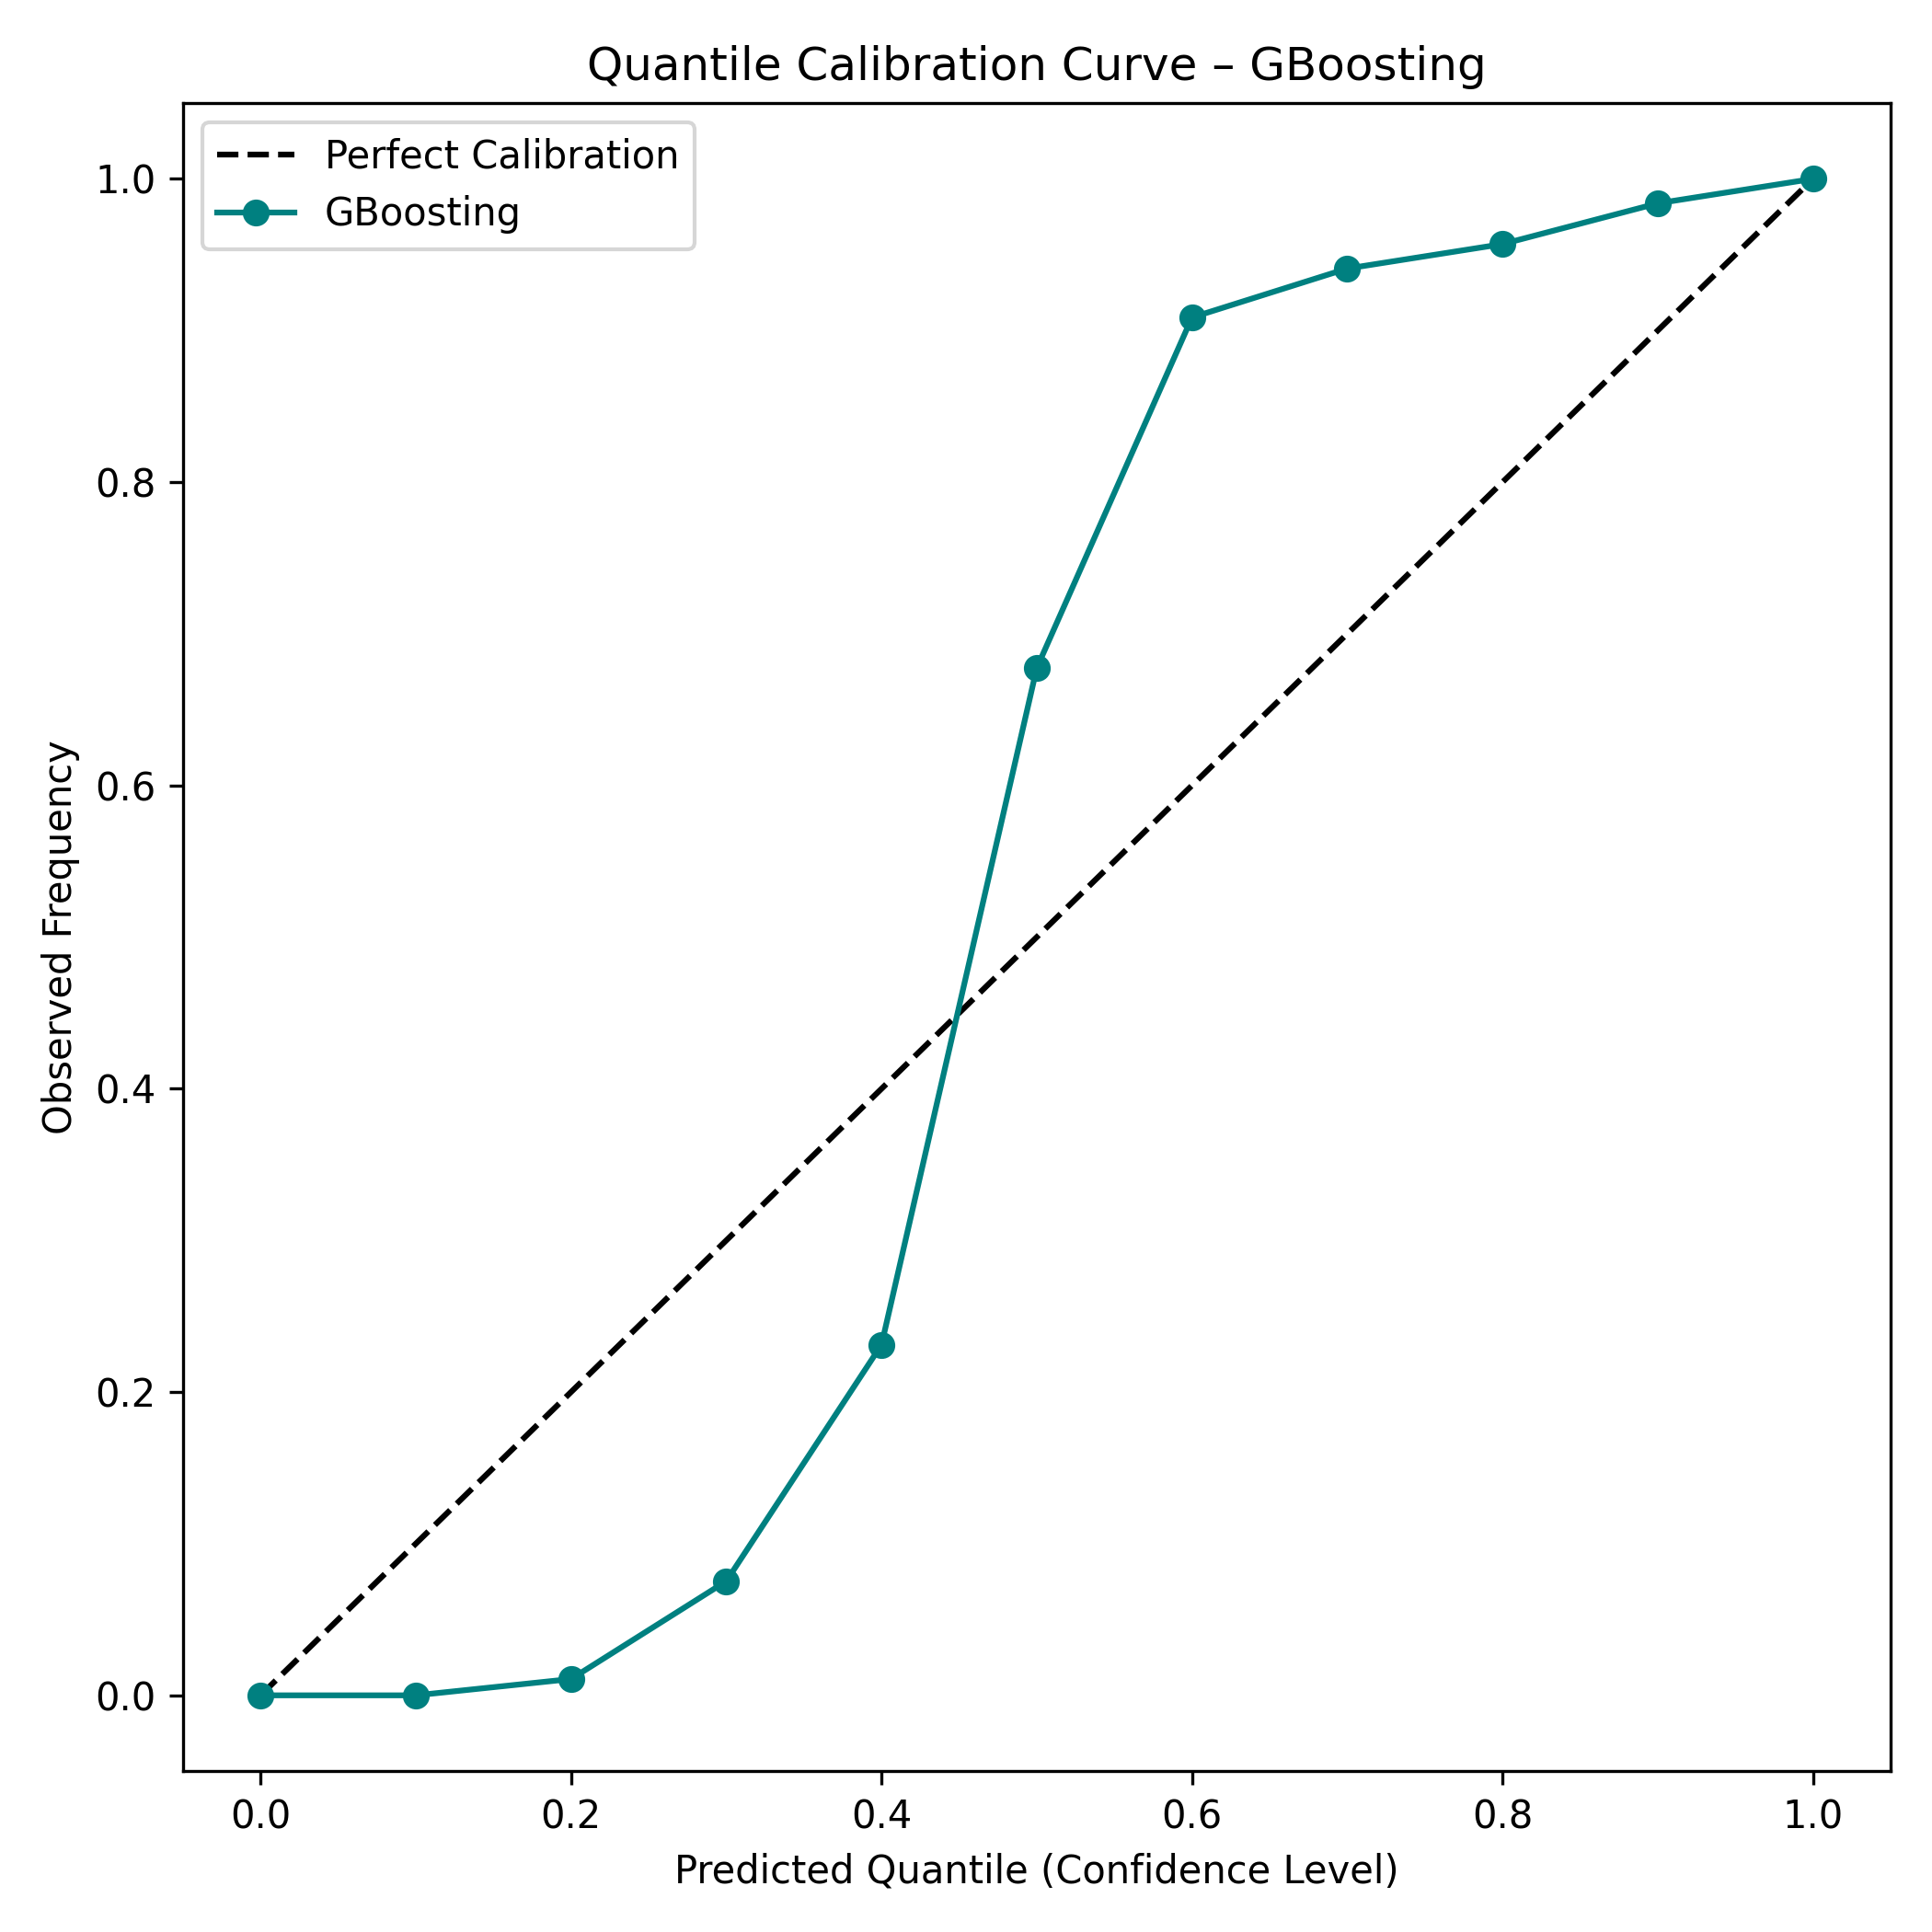 Quantile Calibration Curve – GBoosting
Perfect Calibration
GBoosting
1.0
0.8
0.6
0.4
0.2
0.0
Observed Frequency
0.0 0.2 0.4 0.6 0.8 1.0
Predicted Quantile (Confidence Level)